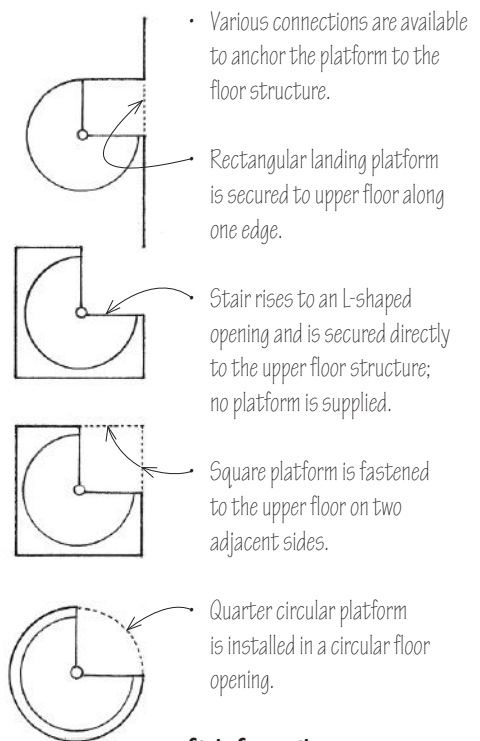 • Various connections are available
to anchor the platform to the
floor structure.
• Rectangular landing platform
is secured to upper floor along
one edge.
• Stair rises to an L-shaped
opening and is secured directly
to the upper floor structure;
no platform is supplied.
• Square platform is fastened
to the upper floor on two
adjacent sides.
• Quarter circular platform
is installed in a circular floor
opening.